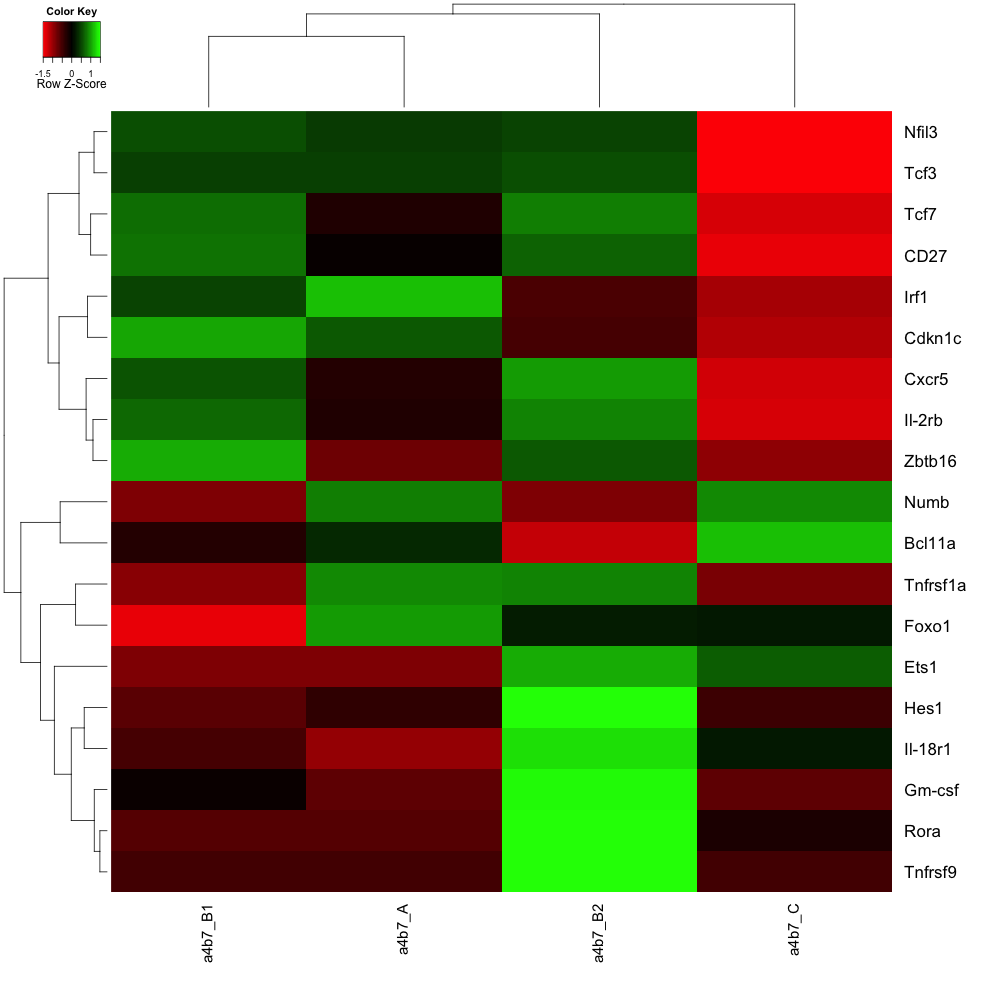 Color Key
-1.5 0 1
Row Z-Score
Nfil3
Tcf3
Tcf7
CD27
Irf1
Cdkn1c
Cxcr5
Il-2rb
Zbtb16
Numb
Bcl11a
Tnfrsf1a
Foxo1
Ets1
Hes1
Il-18r1
Gm-csf
Rora
Tnfrsf9
a4b7_B1
a4b7_A
a4b7_B2
a4b7_C